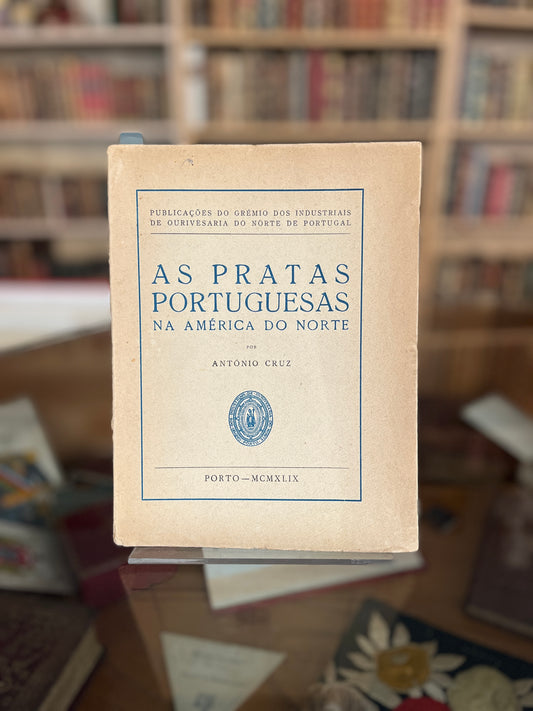 PUBLICAÇÕES DO GRÉMIO DOS INDUSTRIAIS
DE OURIVESARIA DO NORTE DE PORTUGAL
AS PRATAS
PORTUGUESAS
NA AMÉRICA DO NORTE
POR
ANTÓNIO CRUZ
PORTO — MCMXLIX